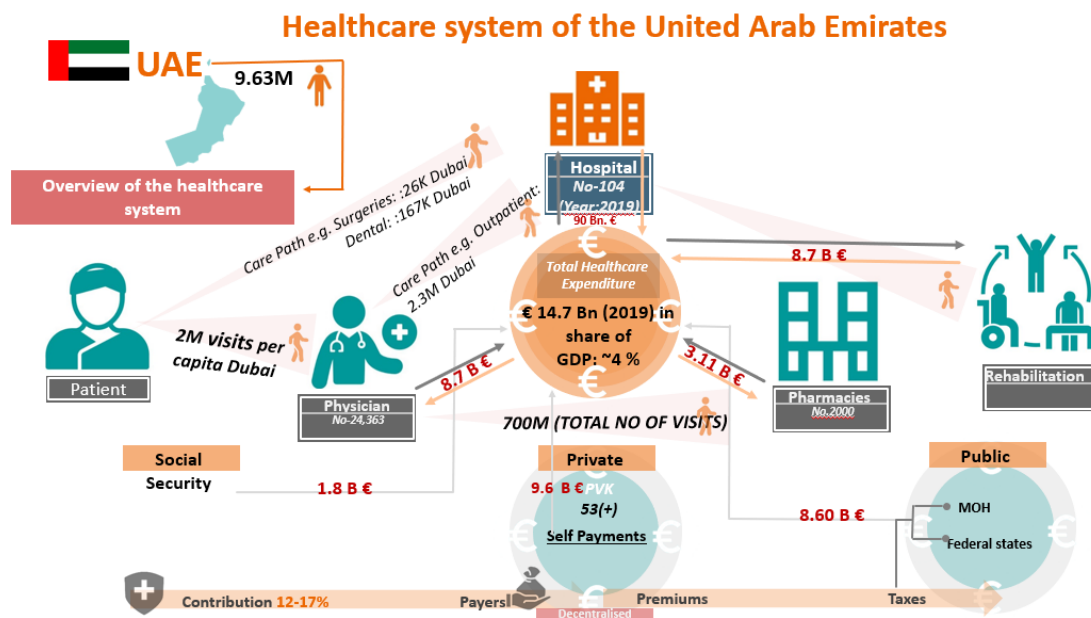 Healthcare system of the United Arab Emirates
UAE
9.63M
Overview of the healthcare
system
Care Path e.g. Surgeries: :26K Dubai
Dental: :167K Dubai
Care Path e.g. Outpatient:
2.3M Dubai
Hospital
No-104
(Year:2019)
90 Bn. €
Total Healthcare
Expenditure
€ 14.7 Bn (2019) in
share of
GDP: ~4 %
8.7 B €
Patient
2M visits per
capita Dubai
Physician
No-24,363
8.7 B €
3.11 B €
Pharmacies
No.2000
Rehabilitation
700M (TOTAL NO OF VISITS)
Social
Security
1.8 B €
Private
9.6 B €
PVK
53(+)
Self Payments
Public
MOH
Federal states
8.60 B €
Contribution 12-17%
Payers
Premiums
Taxes
Decentralised